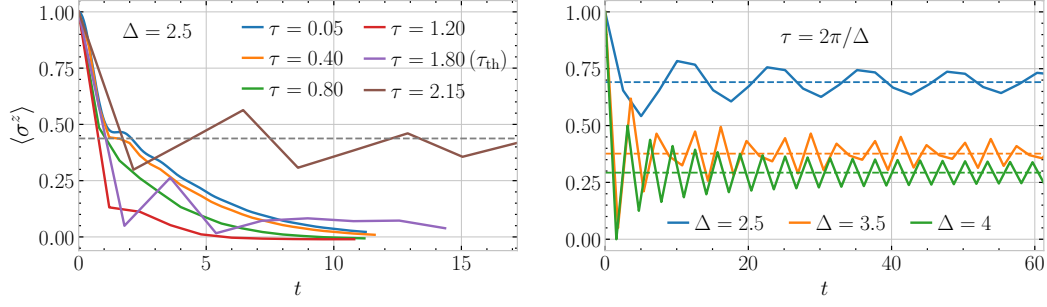 Δ = 2.5
τ = 0.05
τ = 0.40
τ = 0.80
τ = 1.20
τ = 1.80 (τ_th)
τ = 2.15
1.00
0.75
0.50
0.25
0.00
⟨σ^z⟩
0
5
10
15
t
τ = 2π/Δ
1.00
0.75
0.50
0.25
0.00
Δ = 2.5
Δ = 3.5
Δ = 4
0
20
40
60
t